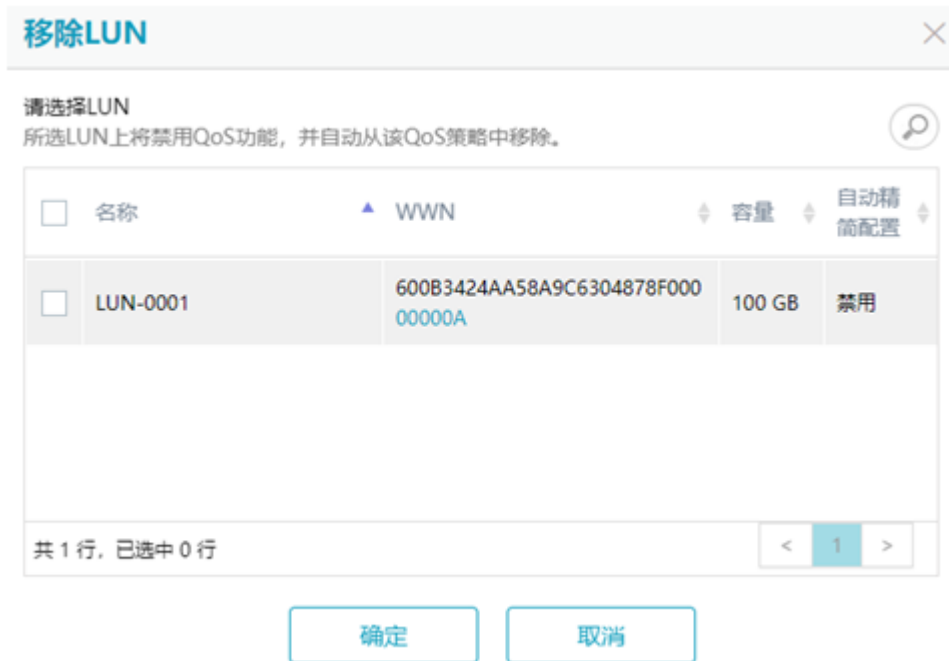 移除LUN
请选择LUN
所选LUN上将禁用QoS功能，并自动从该QoS策略中移除。
名称 WWN 容量 自动精
简配置
LUN-0001 600B3424AA58A9C6304878F000 100 GB 禁用
00000A
共 1 行，已选中 0 行 < 1 >
确定 取消